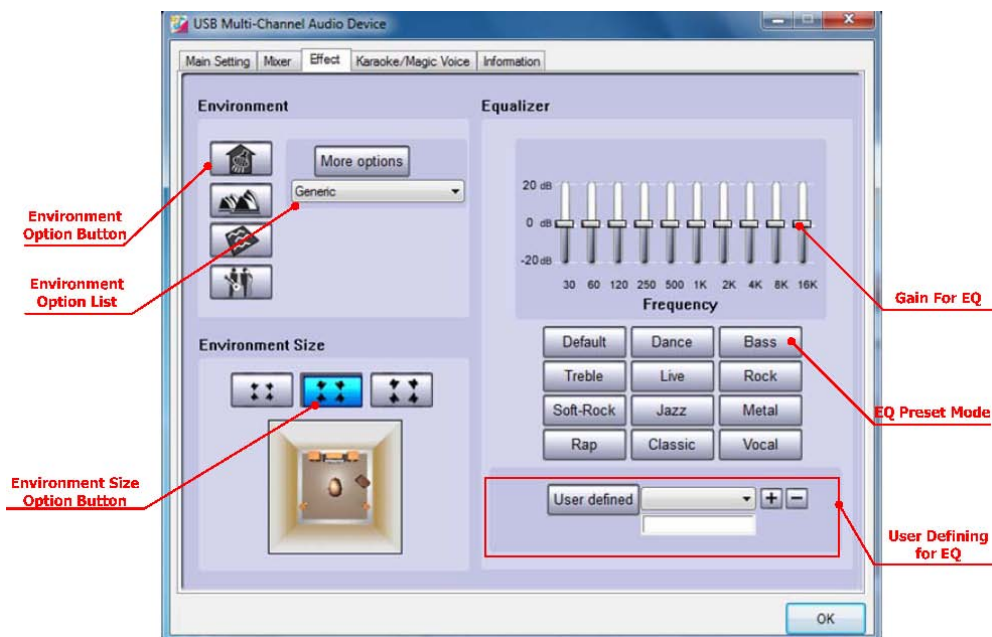 USB Multi-Channel Audio Device
Main Setting Mixer Effect Karaoke/Magic Voice Information
Environment
More options
Generic
Environment
Option Button
Environment
Option List
Environment Size
Environment Size
Option Button
Equalizer
20 dB
0 dB
-20 dB
30 60 120 250 500 1K 2K 4K 8K 16K
Frequency
Gain For EQ
Default Dance Bass
Treble Live Rock
Soft-Rock Jazz Metal
Rap Classic Vocal
EQ Preset Mode
User defined + −
User Defining
for EQ
OK